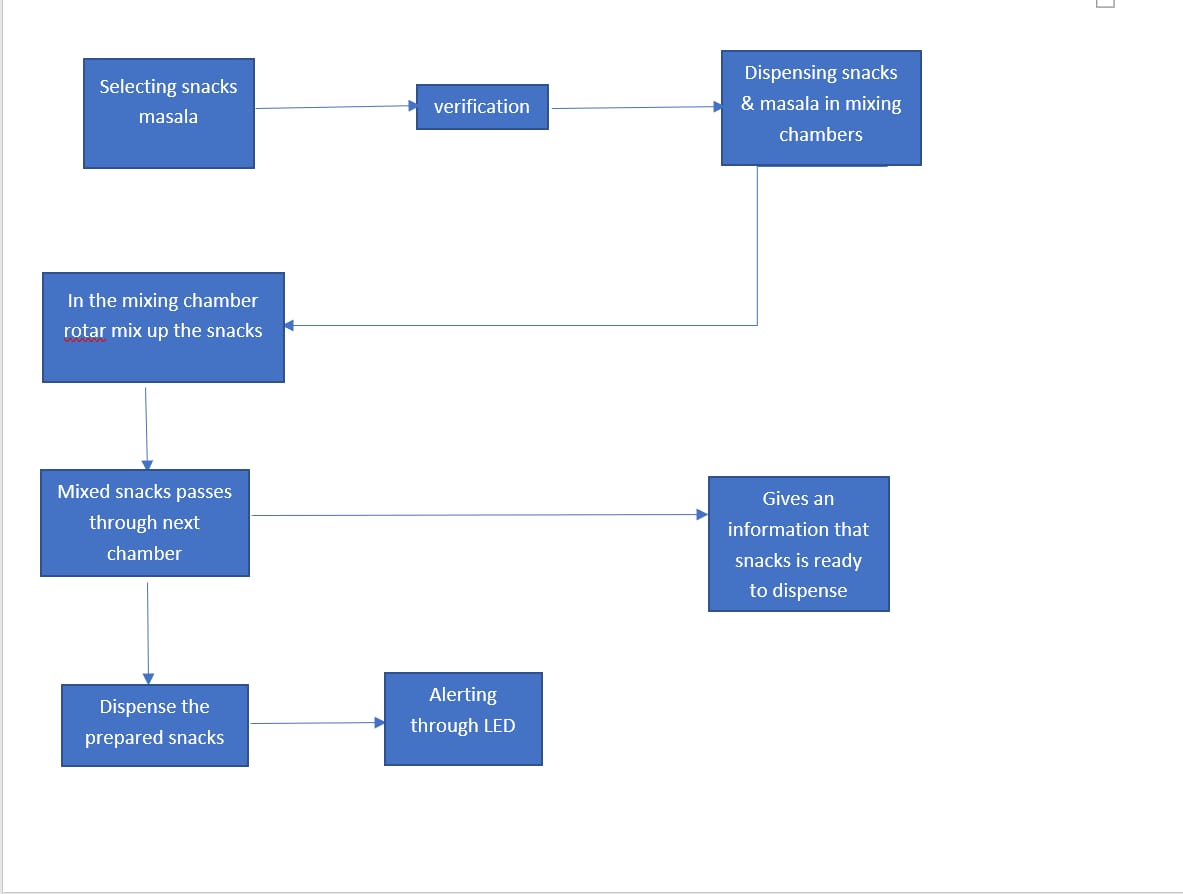 Selecting snacks
masala
verification
Dispensing snacks
& masala in mixing
chambers
In the mixing chamber
rotar mix up the snacks
Mixed snacks passes
through next
chamber
Gives an
information that
snacks is ready
to dispense
Dispense the
prepared snacks
Alerting
through LED